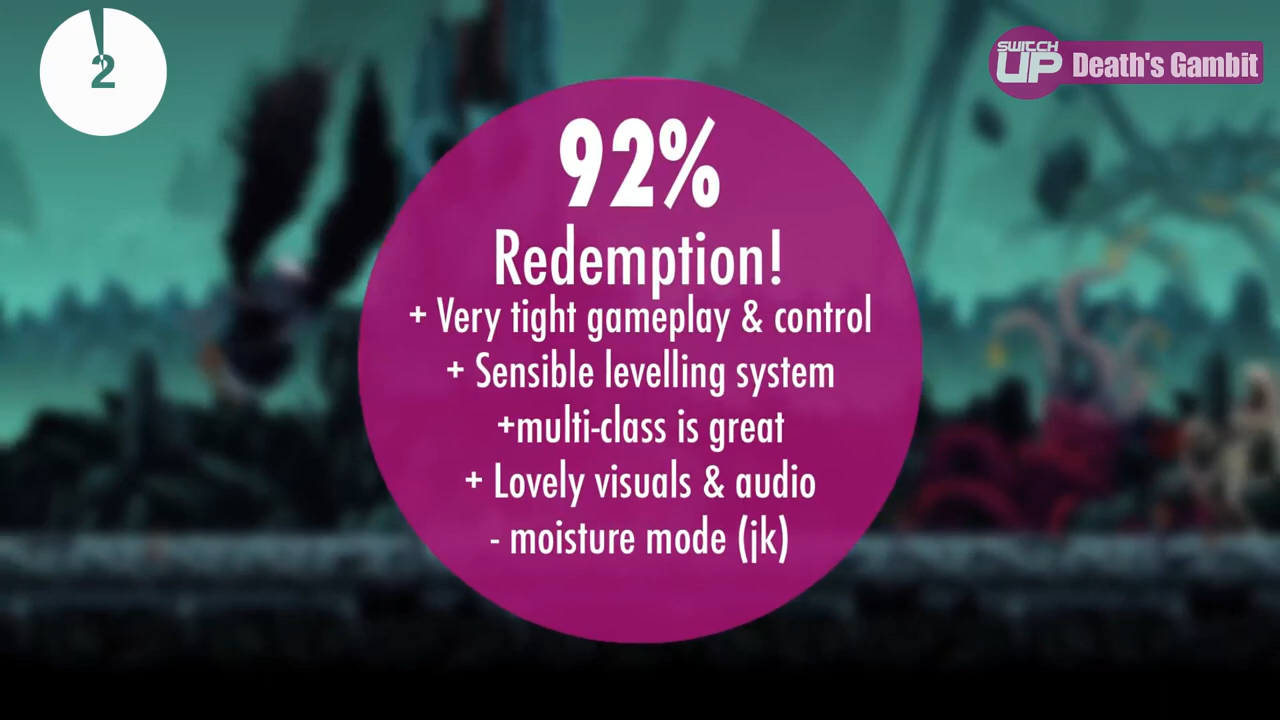 2
SWITCH
UP
Death's Gambit
92%
Redemption!
+ Very tight gameplay & control
+ Sensible levelling system
+multi-class is great
+ Lovely visuals & audio
- moisture mode (jk)